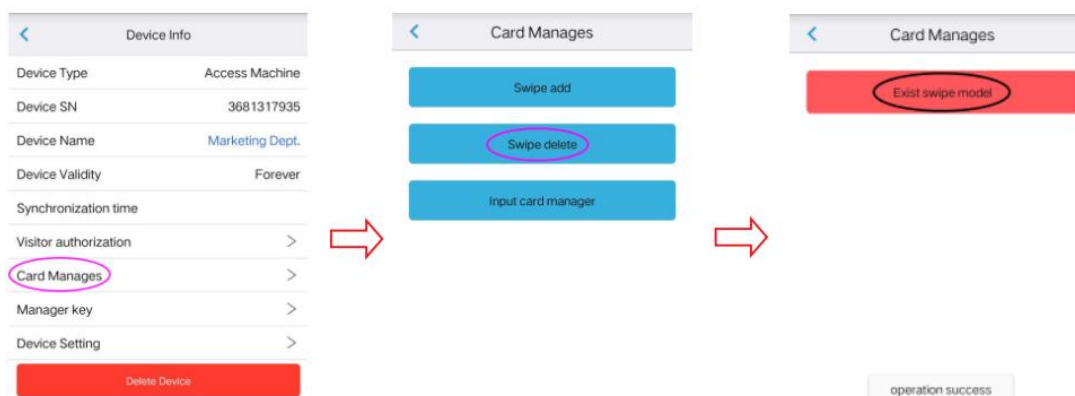 Device Info
Device Type Access Machine
Device SN 3681317935
Device Name Marketing Dept.
Device Validity Forever
Synchronization time
Visitor authorization >
Card Manages >
Manager key >
Device Setting >
Delete Device
Card Manages
Swipe add
Swipe delete
Input card manager
Card Manages
Exist swipe model
operation success